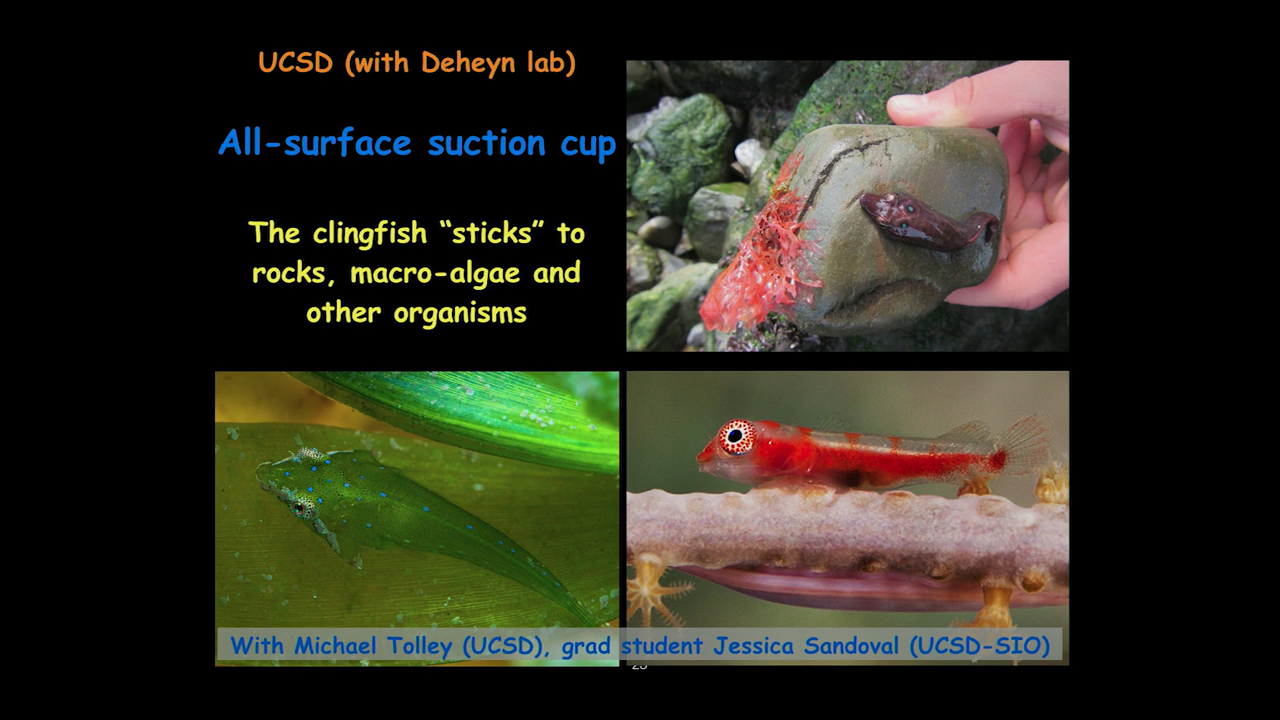 UCSD (with Deheyn lab)
All-surface suction cup
The clingfish “sticks” to
rocks, macro-algae and
other organisms
With Michael Tolley (UCSD), grad student Jessica Sandoval (UCSD-SIO)